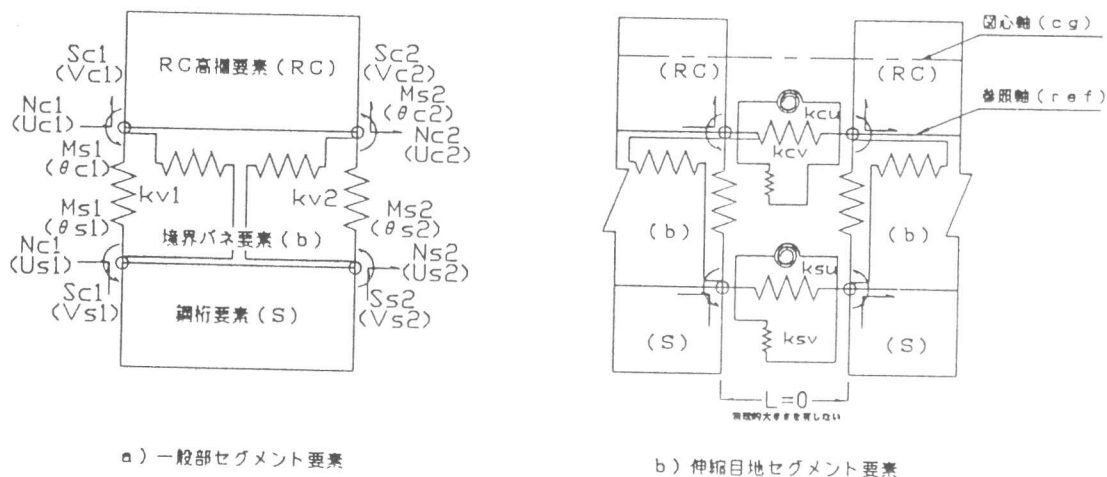 Sc1
(Vc1)
RC高欄要素(RC)
Sc2
(Vc2)
Ms2
(θc2)
Nc1
(Uc1)
Nc2
(Uc2)
Ms1
(θc1)
kv1
kv2
Ms1
(θs1)
Ms2
(θs2)
境界バネ要素(b)
Nc1
(Us1)
Ns2
(Us2)
Sc1
(Vs1)
Ss2
(Vs2)
鋼桁要素(S)
a)一般部セグメント要素
図心軸(cg)
(RC)
(RC)
参照軸(ref)
kcu
kcv
(b)
(b)
ksu
ksv
(S)
(S)
L=0
b)伸縮目地セグメント要素